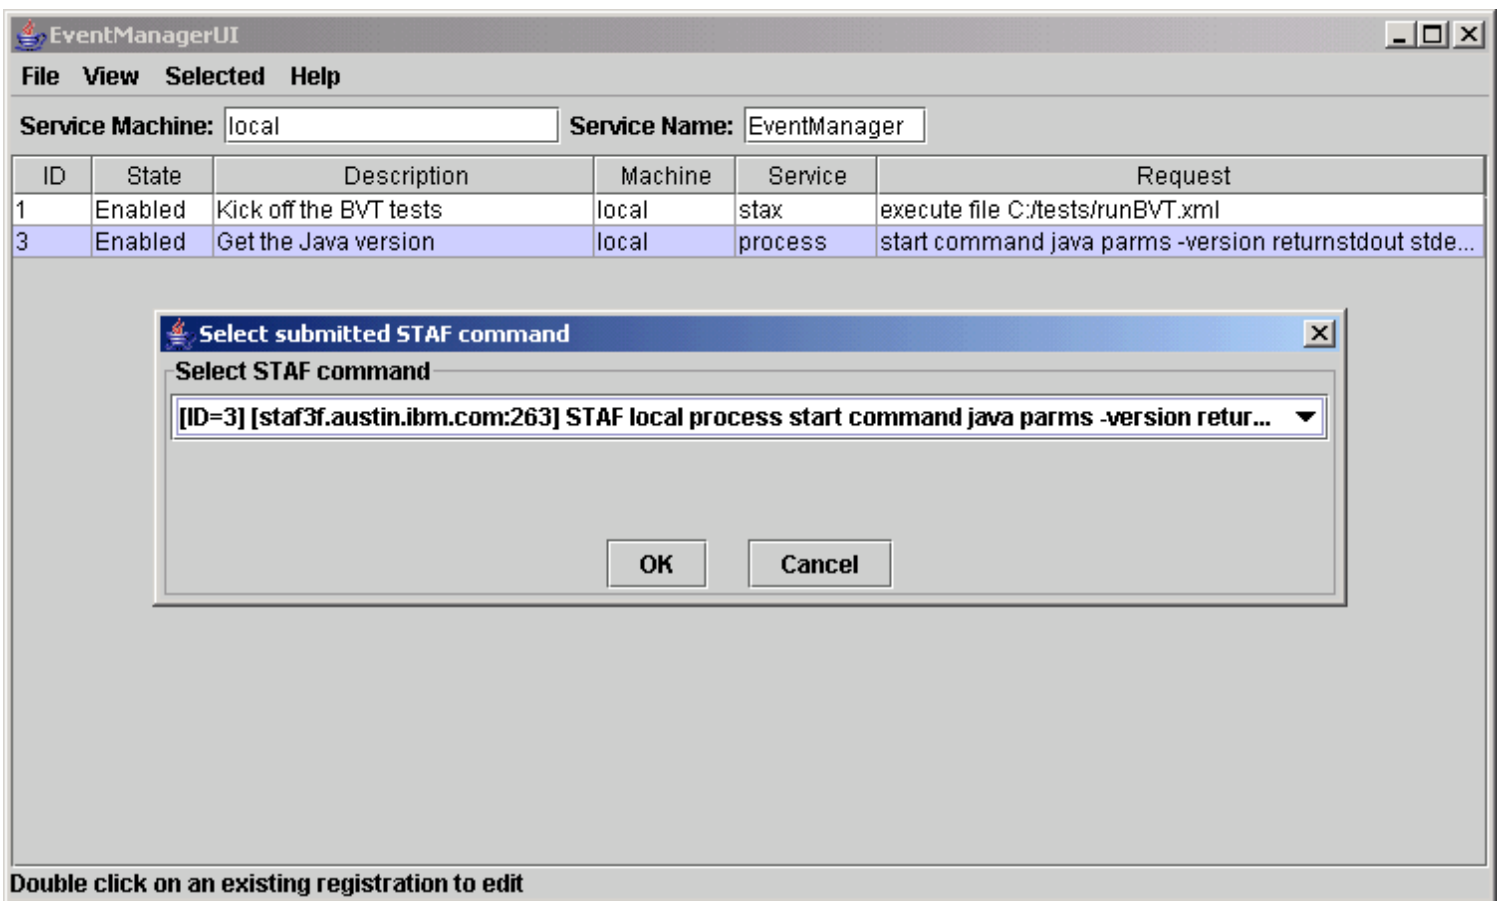 EventManagerUI
File View Selected Help
Service Machine: local Service Name: EventManager
ID State Description Machine Service Request
1 Enabled Kick off the BVT tests local stax execute file C:/tests/runBVT.xml
3 Enabled Get the Java version local process start command java parms -version returnstdout stde...
Select submitted STAF command
Select STAF command
[ID=3] [staf3f.austin.ibm.com:263] STAF local process start command java parms -version retur...
OK Cancel
Double click on an existing registration to edit